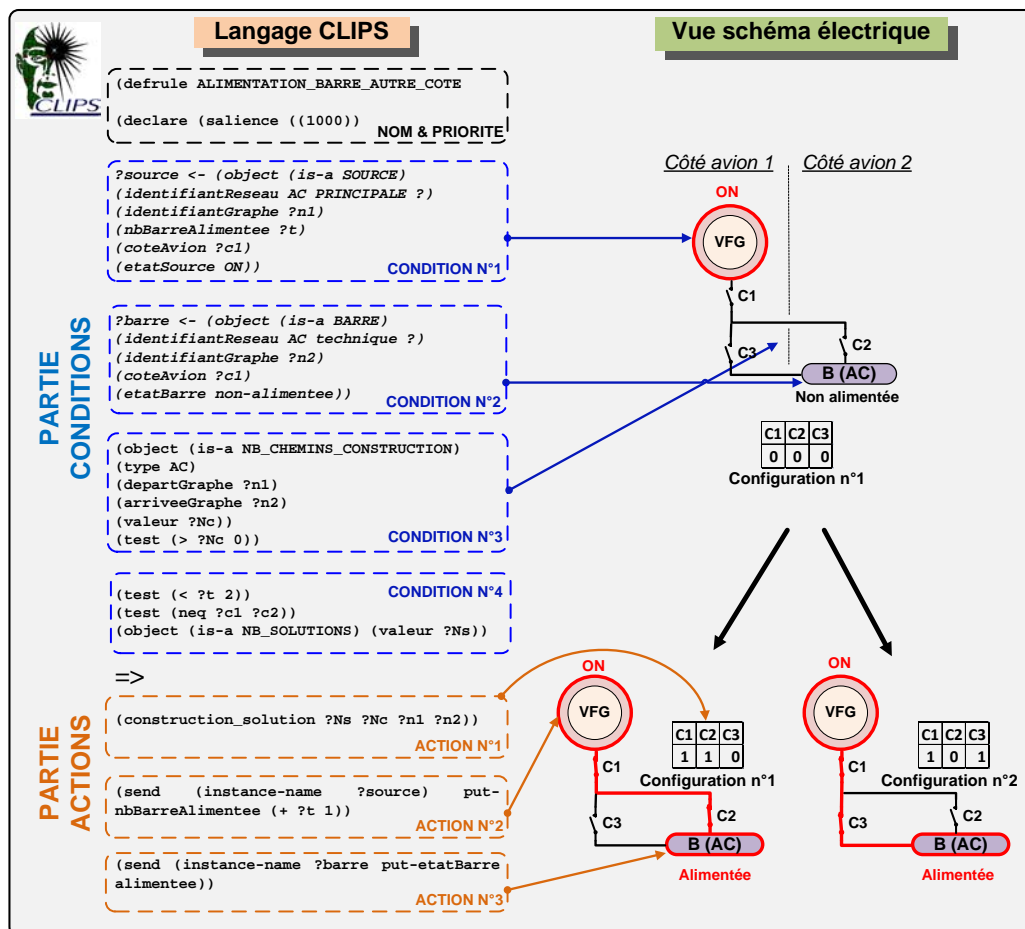 Langage CLIPS
Vue schéma électrique
CLIPS
(defrule ALIMENTATION_BARRE_AUTRE_COTE
(declare (salience ((1000))
NOM & PRIORITE
PARTIE
CONDITIONS
?source <- (object (is-a SOURCE)
(identifiantReseau AC PRINCIPALE ?)
(identifiantGraphe ?n1)
(nbBarreAlimentee ?t)
(coteAvion ?c1)
(etatSource ON))
CONDITION N°1
?barre <- (object (is-a BARRE)
(identifiantReseau AC technique ?)
(identifiantGraphe ?n2)
(coteAvion ?c1)
(etatBarre non-alimentee))
CONDITION N°2
(object (is-a NB_CHEMINS_CONSTRUCTION)
(type AC)
(departGraphe ?n1)
(arriveeGraphe ?n2)
(valeur ?Nc))
(test (> ?Nc 0))
CONDITION N°3
CONDITION N°4
(test (< ?t 2))
(test (neq ?c1 ?c2))
(object (is-a NB_SOLUTIONS) (valeur ?Ns))
=>
PARTIE
ACTIONS
(construction_solution ?Ns ?Nc ?n1 ?n2))
ACTION N°1
(send (instance-name ?source) put-
nbBarreAlimentee (+ ?t 1))
ACTION N°2
(send (instance-name ?barre put-etatBarre
alimentee))
ACTION N°3
Côté avion 1
Côté avion 2
ON
VFG
C1
C3
C2
B (AC)
Non alimentée
C1 C2 C3
0 0 0
Configuration n°1
ON
VFG
C1 C2 C3
1 1 0
Configuration n°1
C1
C3
C2
B (AC)
Alimentée
ON
VFG
C1 C2 C3
1 0 1
Configuration n°2
C1
C3
C2
B (AC)
Alimentée